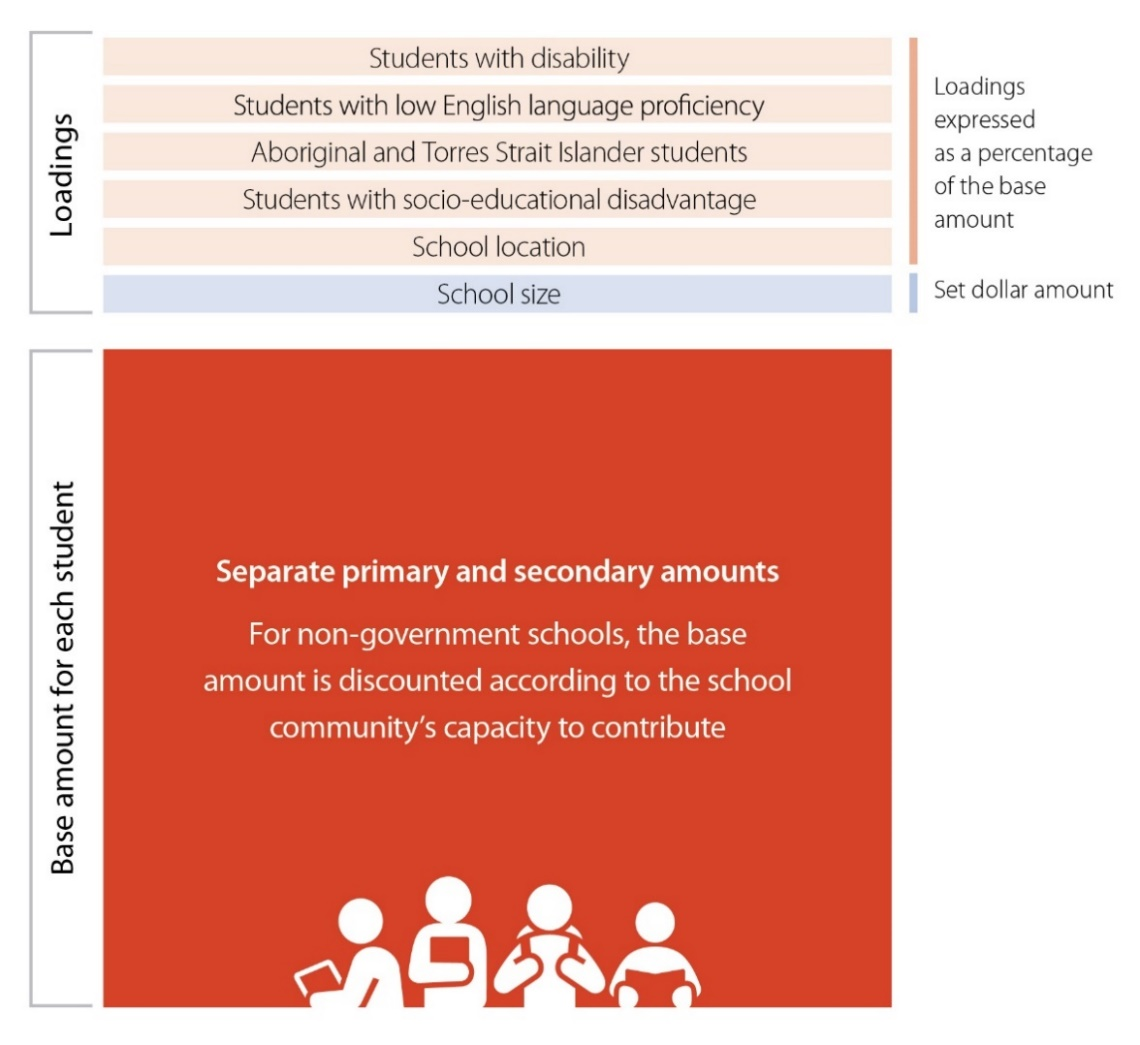 Loadings
Students with disability
Students with low English language proficiency
Aboriginal and Torres Strait Islander students
Students with socio-educational disadvantage
School location
School size
Loadings
expressed
as a percentage
of the base
amount
Set dollar amount
Base amount for each student
Separate primary and secondary amounts
For non-government schools, the base
amount is discounted according to the school
community’s capacity to contribute